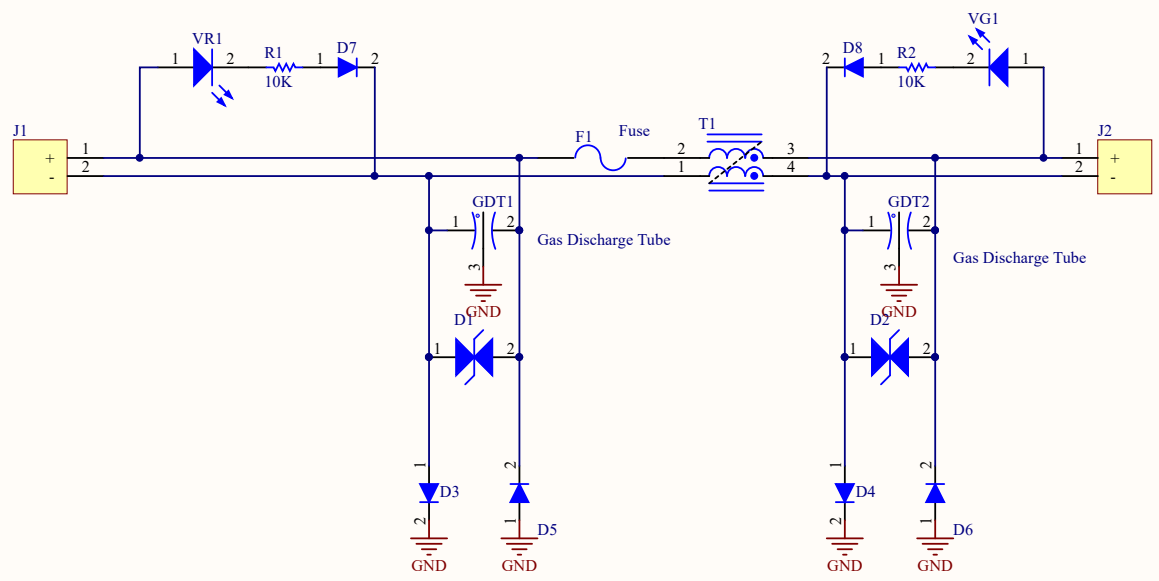 VG1
VR1
R1
D7
D8
R2
1
2
1
2
2
1
2
1
10K
10K
J1
F1
Fuse
T1
J2
+
1
2
3
1
+
-
2
1
4
2
-
GDT1
GDT2
1
2
1
2
Gas Discharge Tube
Gas Discharge Tube
3
3
GND
GND
D1
D2
1
2
1
2
1
2
1
2
D3
D4
2
1
D5
2
1
D6
GND
GND
GND
GND